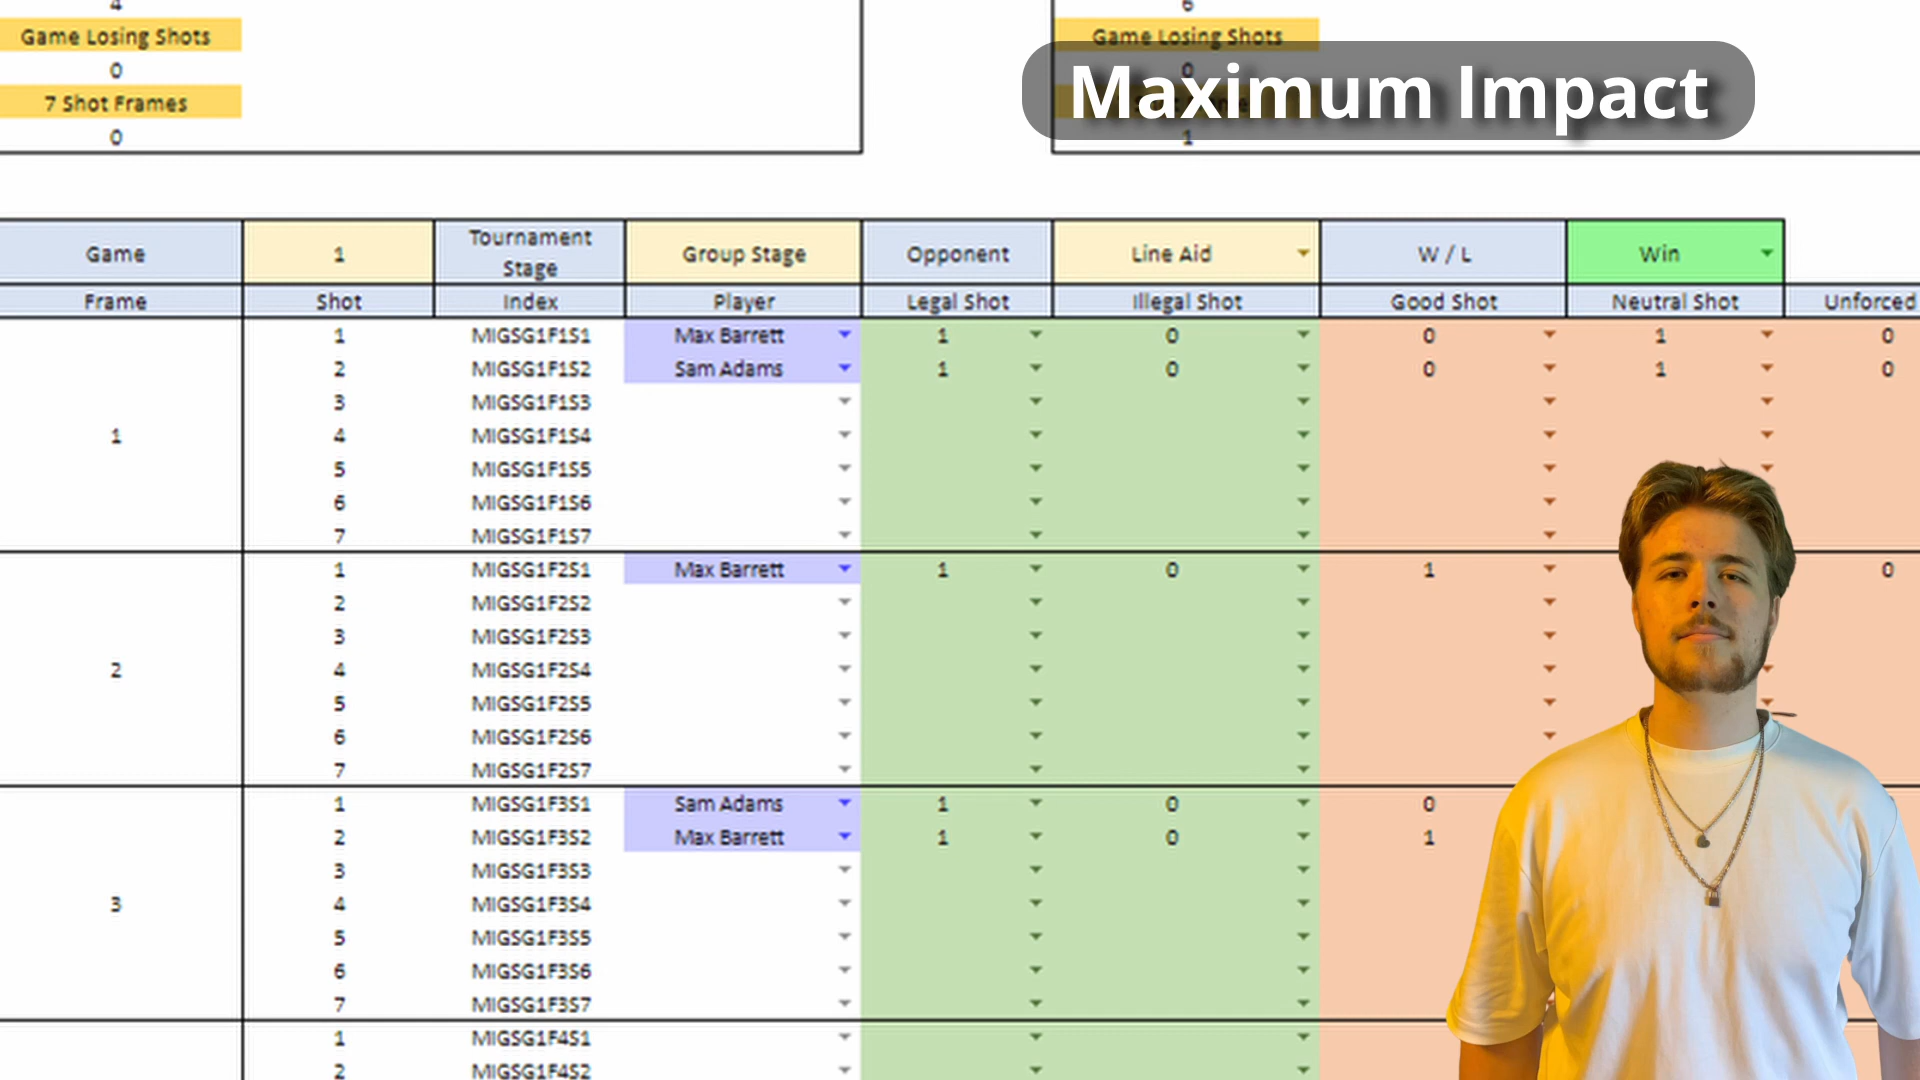 4
6
Game Losing Shots
Game Losing Shots
0
0
Maximum Impact
7 Shot Frames
0
1
Game 1 Tournament Stage Group Stage Opponent Line Aid W / L Win
Frame Shot Index Player Legal Shot Illegal Shot Good Shot Neutral Shot Unforced
1
1 MIGSG1F1S1 Max Barrett 1 0 0 1 0
2 MIGSG1F1S2 Sam Adams 1 0 0 1 0
3 MIGSG1F1S3
4 MIGSG1F1S4
5 MIGSG1F1S5
6 MIGSG1F1S6
7 MIGSG1F1S7
2
1 MIGSG1F2S1 Max Barrett 1 0 1 0
2 MIGSG1F2S2
3 MIGSG1F2S3
4 MIGSG1F2S4
5 MIGSG1F2S5
6 MIGSG1F2S6
7 MIGSG1F2S7
3
1 MIGSG1F3S1 Sam Adams 1 0 0
2 MIGSG1F3S2 Max Barrett 1 0 1
3 MIGSG1F3S3
4 MIGSG1F3S4
5 MIGSG1F3S5
6 MIGSG1F3S6
7 MIGSG1F3S7
1 MIGSG1F4S1
2 MIGSG1F4S2